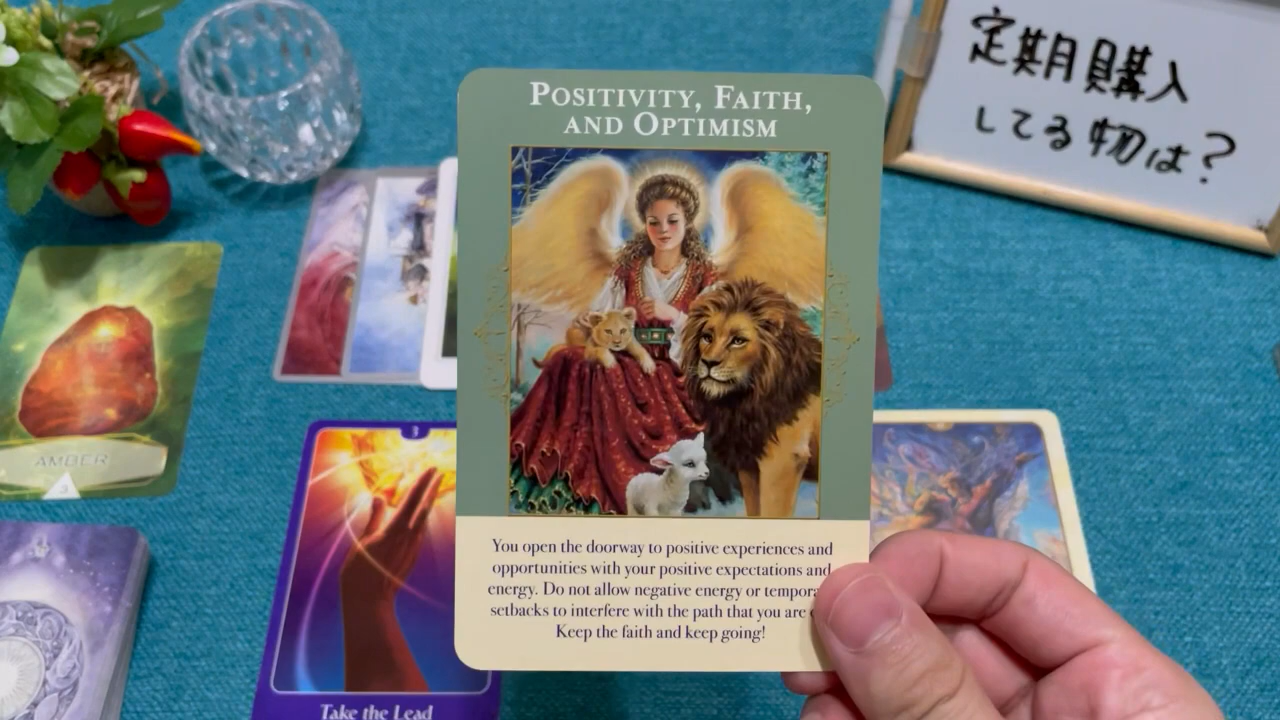 POSITIVITY, FAITH,
AND OPTIMISM
You open the doorway to positive experiences and
opportunities with your positive expectations and
energy. Do not allow negative energy or
setbacks to interfere with the path that you are
Keep the faith and keep going!
定期購入
してる物は?
AMBER
3
Take the Lead